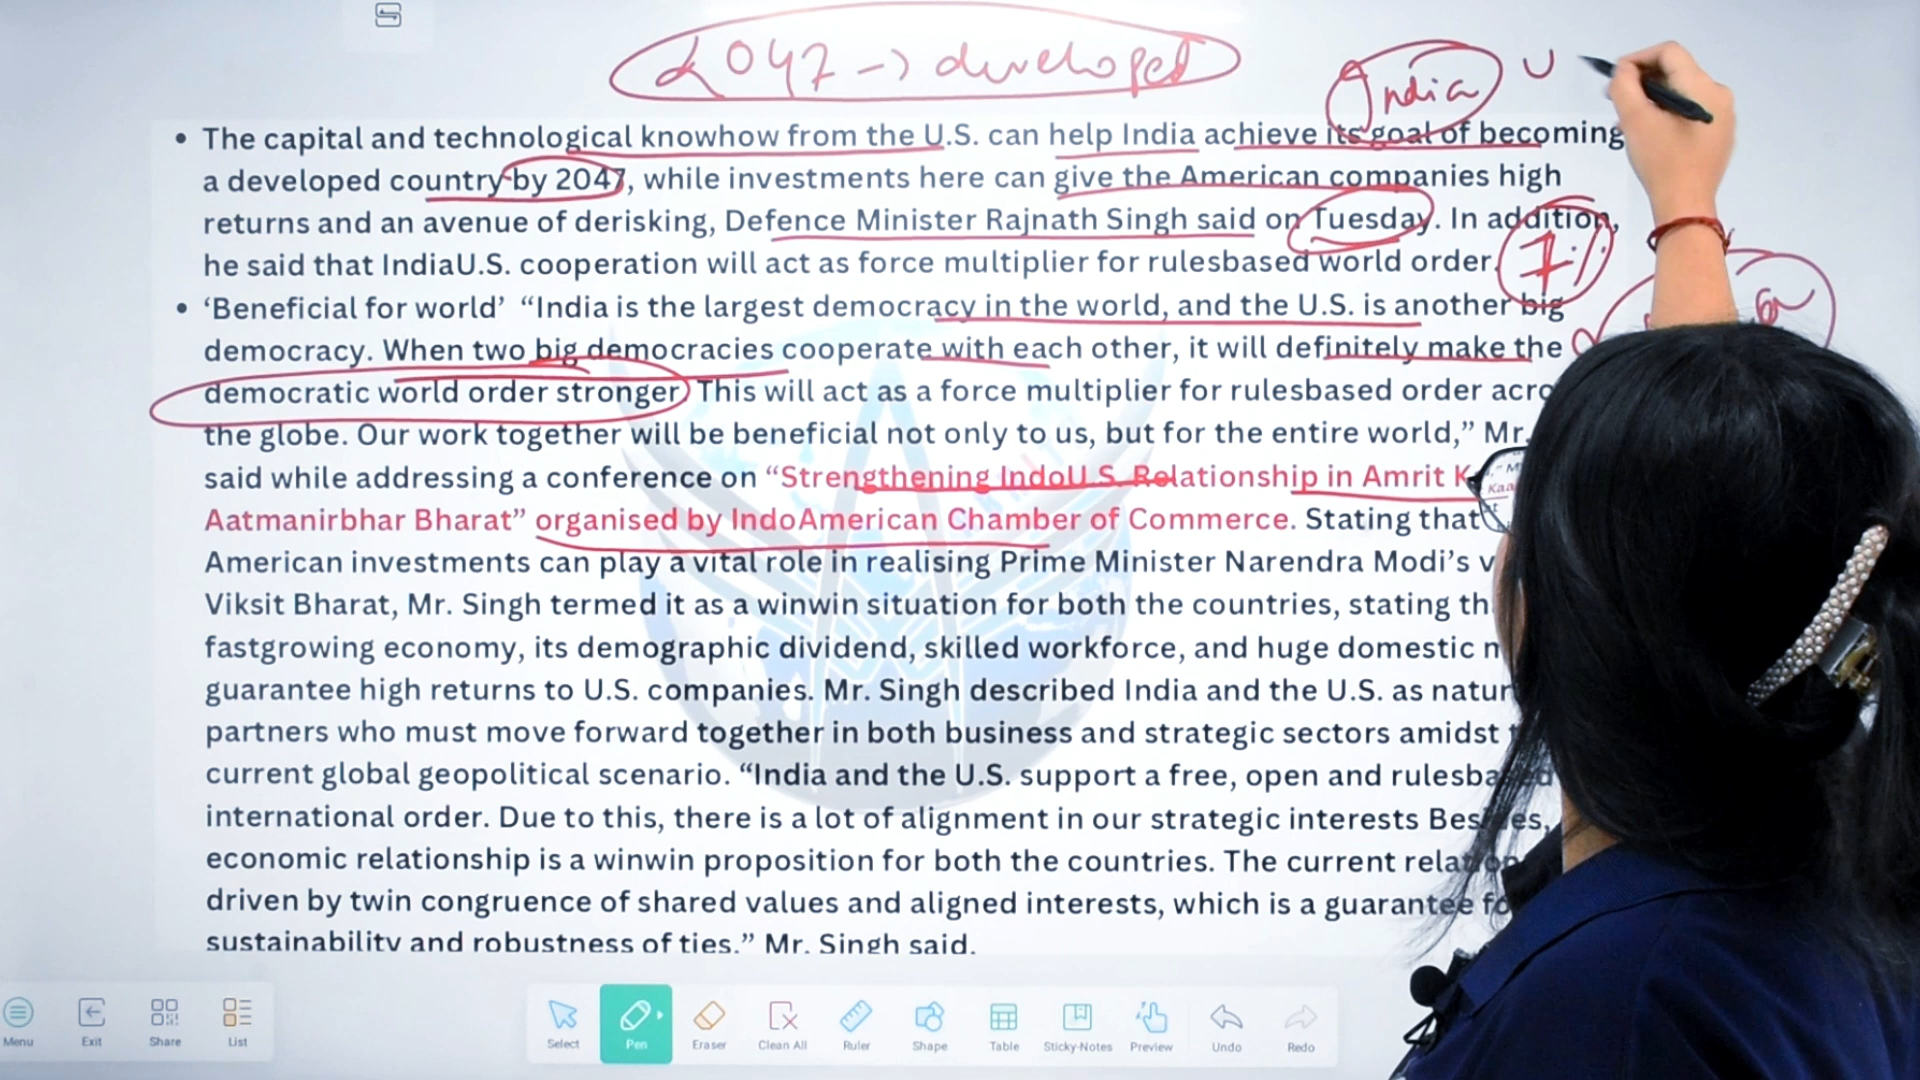 2047 → developed
India U
• The capital and technological knowhow from the U.S. can help India achieve its goal of becoming
a developed country by 2047, while investments here can give the American companies high
returns and an avenue of derisking, Defence Minister Rajnath Singh said on Tuesday. In addition,
he said that IndiaU.S. cooperation will act as force multiplier for rulesbased world order.
7%
• ‘Beneficial for world’ “India is the largest democracy in the world, and the U.S. is another big
democracy. When two big democracies cooperate with each other, it will definitely make the
democratic world order stronger This will act as a force multiplier for rulesbased order acro
the globe. Our work together will be beneficial not only to us, but for the entire world,” Mr.
said while addressing a conference on “Strengthening IndoU.S. Relationship in Amrit K
Aatmanirbhar Bharat” organised by IndoAmerican Chamber of Commerce. Stating that
American investments can play a vital role in realising Prime Minister Narendra Modi’s v
Viksit Bharat, Mr. Singh termed it as a winwin situation for both the countries, stating th
fastgrowing economy, its demographic dividend, skilled workforce, and huge domestic
guarantee high returns to U.S. companies. Mr. Singh described India and the U.S. as natur
partners who must move forward together in both business and strategic sectors amidst
current global geopolitical scenario. “India and the U.S. support a free, open and rulesbased
international order. Due to this, there is a lot of alignment in our strategic interests Besides,
economic relationship is a winwin proposition for both the countries. The current relation
driven by twin congruence of shared values and aligned interests, which is a guarantee fo
sustainability and robustness of ties.” Mr. Singh said.
Menu Exit Share List Select Pen Eraser Clean All Ruler Shape Table Sticky-Notes Preview Undo Redo